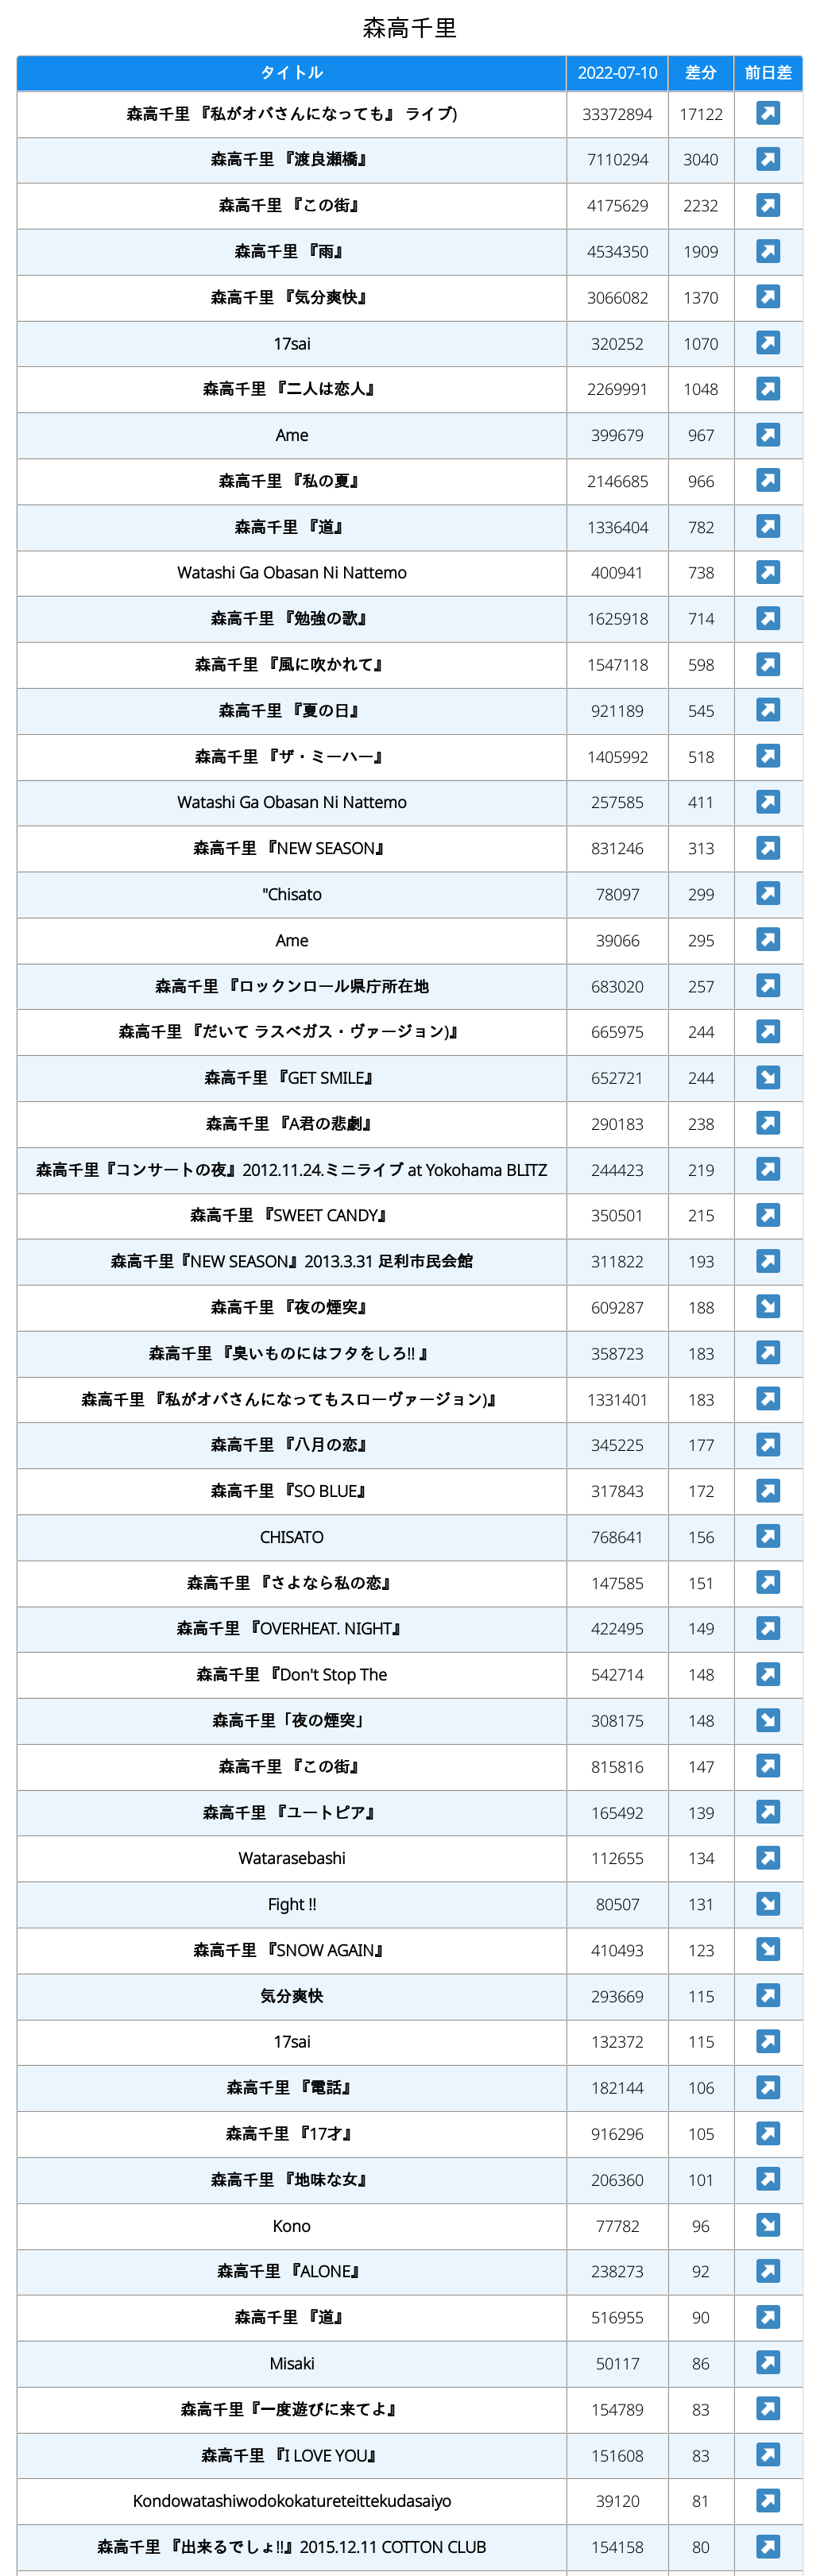 森高千里
タイトル 2022-07-10 差分 前日差
森高千里 『私がオバさんになっても』 ライブ) 33372894 17122
森高千里 『渡良瀬橋』 7110294 3040
森高千里 『この街』 4175629 2232
森高千里 『雨』 4534350 1909
森高千里 『気分爽快』 3066082 1370
17sai 320252 1070
森高千里 『二人は恋人』 2269991 1048
Ame 399679 967
森高千里 『私の夏』 2146685 966
森高千里 『道』 1336404 782
Watashi Ga Obasan Ni Nattemo 400941 738
森高千里 『勉強の歌』 1625918 714
森高千里 『風に吹かれて』 1547118 598
森高千里 『夏の日』 921189 545
森高千里 『ザ・ミーハー』 1405992 518
Watashi Ga Obasan Ni Nattemo 257585 411
森高千里 『NEW SEASON』 831246 313
"Chisato 78097 299
Ame 39066 295
森高千里 『ロックンロール県庁所在地 683020 257
森高千里 『だいて ラスベガス・ヴァージョン)』 665975 244
森高千里 『GET SMILE』 652721 244
森高千里 『A君の悲劇』 290183 238
森高千里『コンサートの夜』2012.11.24.ミニライブ at Yokohama BLITZ 244423 219
森高千里 『SWEET CANDY』 350501 215
森高千里『NEW SEASON』2013.3.31 足利市民会館 311822 193
森高千里 『夜の煙突』 609287 188
森高千里 『臭いものにはフタをしろ!! 』 358723 183
森高千里 『私がオバさんになってもスローヴァージョン)』 1331401 183
森高千里 『八月の恋』 345225 177
森高千里 『SO BLUE』 317843 172
CHISATO 768641 156
森高千里 『さよなら私の恋』 147585 151
森高千里 『OVERHEAT. NIGHT』 422495 149
森高千里 『Don't Stop The 542714 148
森高千里「夜の煙突」 308175 148
森高千里 『この街』 815816 147
森高千里 『ユートピア』 165492 139
Watarasebashi 112655 134
Fight !! 80507 131
森高千里 『SNOW AGAIN』 410493 123
気分爽快 293669 115
17sai 132372 115
森高千里 『電話』 182144 106
森高千里 『17才』 916296 105
森高千里 『地味な女』 206360 101
Kono 77782 96
森高千里 『ALONE』 238273 92
森高千里 『道』 516955 90
Misaki 50117 86
森高千里『一度遊びに来てよ』 154789 83
森高千里 『I LOVE YOU』 151608 83
Kondowatashiwodokokatureteittekudasaiyo 39120 81
森高千里 『出来るでしょ!!』2015.12.11 COTTON CLUB 154158 80